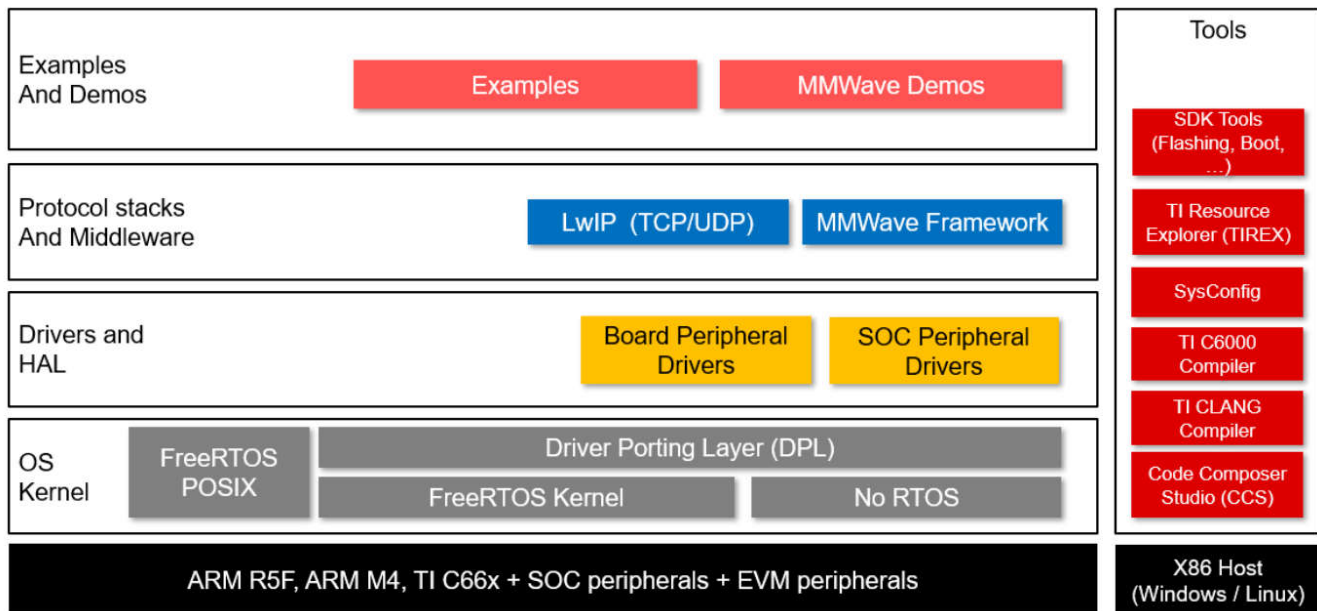 Examples
And Demos
Examples
MMWave Demos
Protocol stacks
And Middleware
LwIP (TCP/UDP)
MMWave Framework
Drivers and
HAL
Board Peripheral
Drivers
SOC Peripheral
Drivers
OS
Kernel
FreeRTOS
POSIX
Driver Porting Layer (DPL)
FreeRTOS Kernel
No RTOS
ARM R5F, ARM M4, TI C66x + SOC peripherals + EVM peripherals
Tools
SDK Tools
(Flashing, Boot,
...)
TI Resource
Explorer (TIREX)
SysConfig
TI C6000
Compiler
TI CLANG
Compiler
Code Composer
Studio (CCS)
X86 Host
(Windows / Linux)